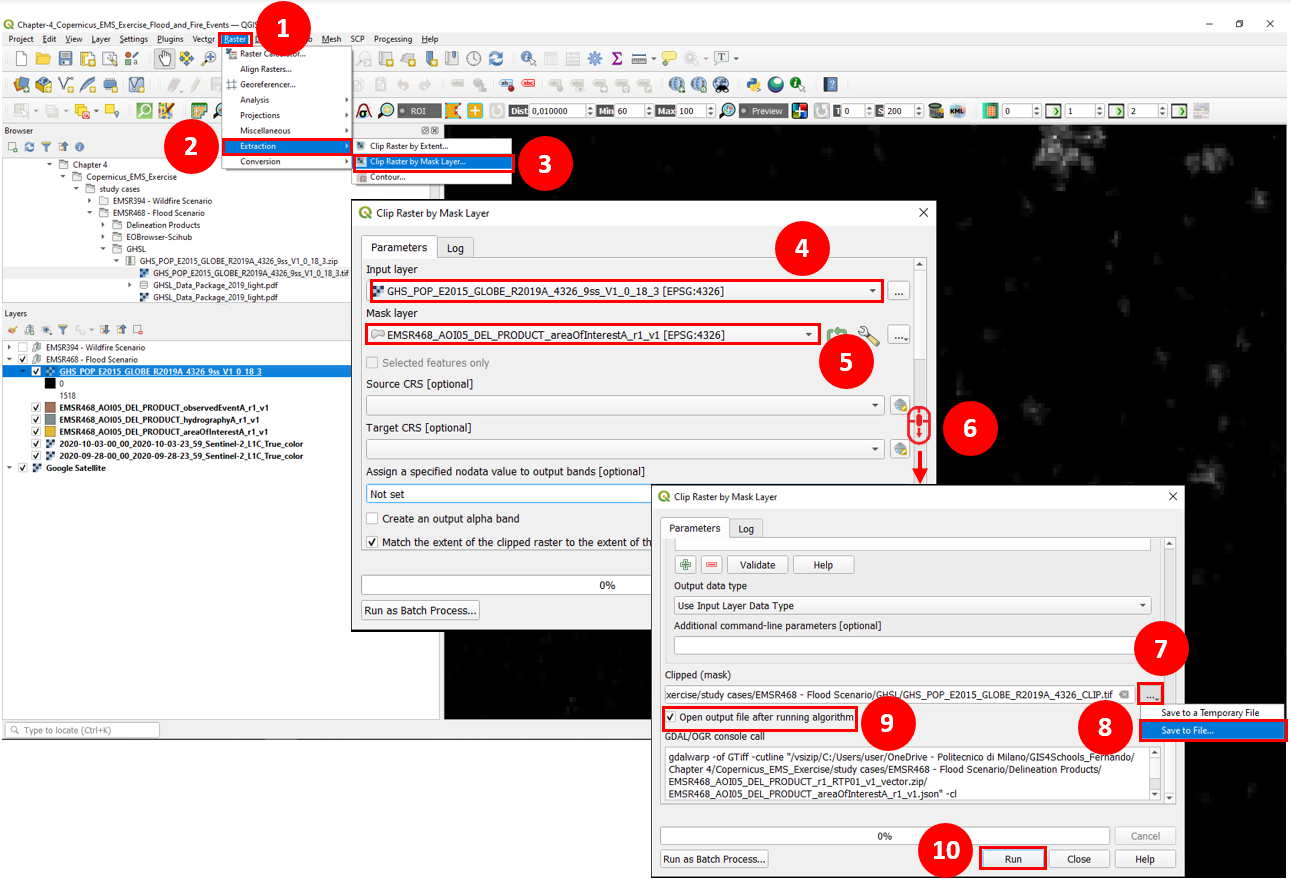 Chapter-4_Copernicus_EMS_Exercise_Flood_and_Fire_Events — QGIS
1
Project Edit View Layer Settings Plugins Vector Raster Mesh SCP Processing Help
Raster Calculator...
Align Rasters...
Georeferencer...
Analysis
Projections
Miscellaneous
Extraction
Conversion
2
Clip Raster by Extent...
Clip Raster by Mask Layer...
Contour...
3
ROI
Dist 0,010000 Min 60 Max 100 Preview T 0 S 200 KML 0 1 2
Browser
Chapter 4
Copernicus_EMS_Exercise
study cases
EMSR394 - Wildfire Scenario
EMSR468 - Flood Scenario
Delineation Products
EOBrowser-Scihub
GHSL
GHS_POP_E2015_GLOBE_R2019A_4326_9ss_V1_0_18_3.zip
GHS_POP_E2015_GLOBE_R2019A_4326_9ss_V1_0_18_3.tif
GHSL_Data_Package_2019_light.pdf
GHSL_Data_Package_2019_light.pdf
Layers
EMSR394 - Wildfire Scenario
EMSR468 - Flood Scenario
GHS_POP_E2015_GLOBE_R2019A_4326_9ss_V1_0_18_3
0
1518
EMSR468_AOI05_DEL_PRODUCT_observedEventA_r1_v1
EMSR468_AOI05_DEL_PRODUCT_hydrographyA_r1_v1
EMSR468_AOI05_DEL_PRODUCT_areaOfInterestA_r1_v1
2020-10-03-00_00_2020-10-03-23_59_Sentinel-2_L1C_True_color
2020-09-28-00_00_2020-09-28-23_59_Sentinel-2_L1C_True_color
Google Satellite
Type to locate (Ctrl+K)
Clip Raster by Mask Layer
Parameters Log
4
Input layer
GHS_POP_E2015_GLOBE_R2019A_4326_9ss_V1_0_18_3 [EPSG:4326]
...
Mask layer
EMSR468_AOI05_DEL_PRODUCT_areaOfInterestA_r1_v1 [EPSG:4326]
...
5
Selected features only
Source CRS [optional]
Target CRS [optional]
6
Assign a specified nodata value to output bands [optional]
Not set
Create an output alpha band
Match the extent of the clipped raster to the extent of th
0%
Run as Batch Process...
Clip Raster by Mask Layer
Parameters Log
Validate Help
Output data type
Use Input Layer Data Type
Additional command-line parameters [optional]
7
Clipped (mask)
xercise/study cases/EMSR468 - Flood Scenario/GHSL/GHS_POP_E2015_GLOBE_R2019A_4326_CLIP.tif
...
Save to a Temporary File
Save to File...
8
Open output file after running algorithm
9
GDAL/OGR console call
gdalwarp -of GTiff -cutline "/vsizip/C:/Users/user/OneDrive - Politecnico di Milano/GIS4Schools_Fernando/
Chapter 4/Copernicus_EMS_Exercise/study cases/EMSR468 - Flood Scenario/Delineation Products/
EMSR468_AOI05_DEL_PRODUCT_r1_RTP01_v1_vector.zip/
EMSR468_AOI05_DEL_PRODUCT_areaOfInterestA_r1_v1.json" -cl
0%
Cancel
10
Run as Batch Process... Run Close Help